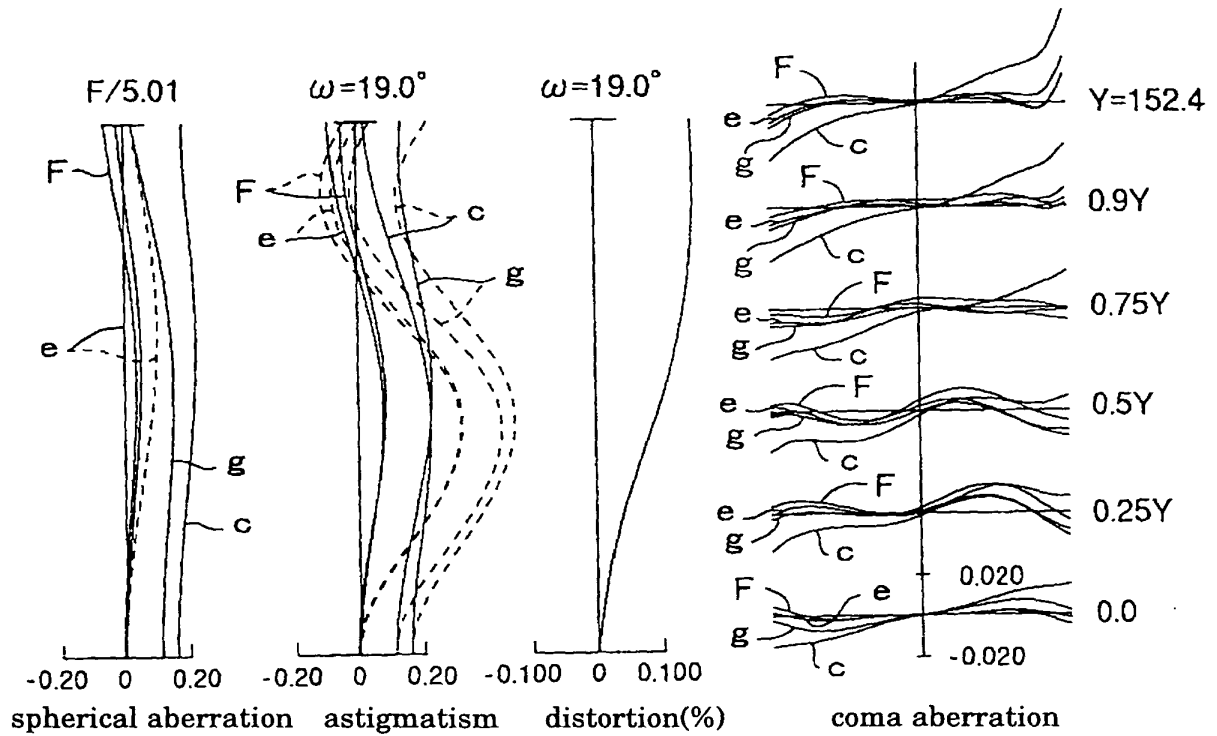 F/5.01
F
e
g
c
-0.20 0 0.20
spherical aberration
ω=19.0°
F
e
c
g
-0.20 0 0.20
astigmatism
ω=19.0°
-0.100 0 0.100
distortion(%)
F
e
g
c
Y=152.4
F
e
g
c
0.9Y
F
e
g
c
0.75Y
F
e
g
c
0.5Y
F
e
g
c
0.25Y
0.020
F
e
g
c
0.0
-0.020
coma aberration